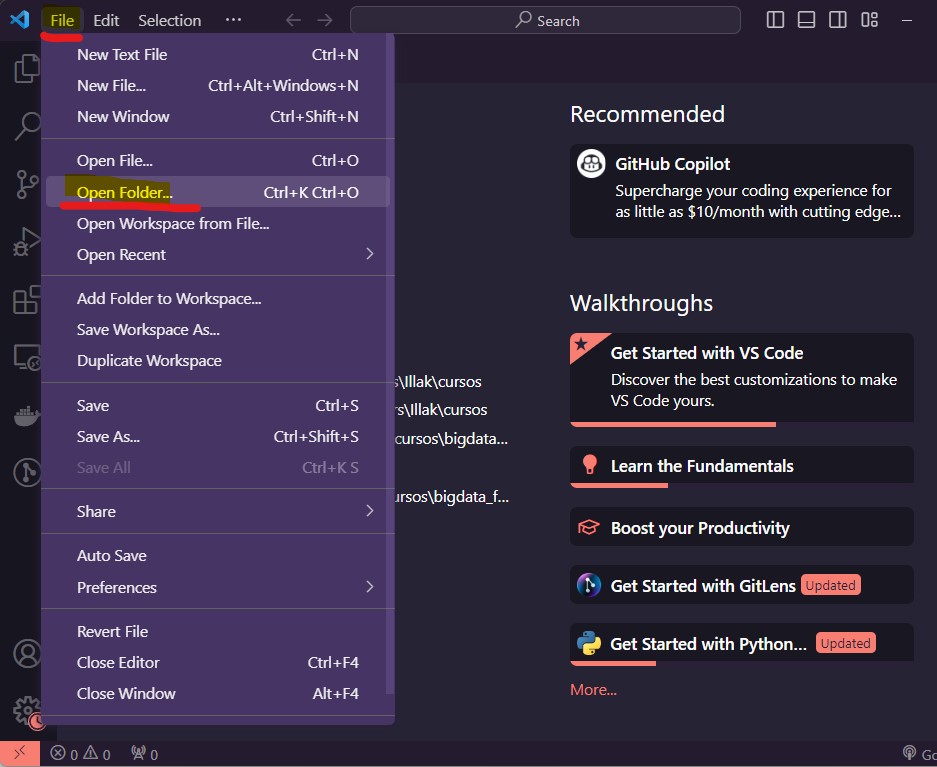 File Edit Selection ··· Search
New Text File Ctrl+N
New File... Ctrl+Alt+Windows+N
New Window Ctrl+Shift+N
Open File... Ctrl+O
Open Folder... Ctrl+K Ctrl+O
Open Workspace from File...
Open Recent
Add Folder to Workspace...
Save Workspace As...
Duplicate Workspace
Save Ctrl+S
Save As... Ctrl+Shift+S
Save All Ctrl+K S
Share
Auto Save
Preferences
Revert File
Close Editor Ctrl+F4
Close Window Alt+F4
s\Illak\cursos
rs\Illak\cursos
cursos\bigdata...
ursos\bigdata_f...
Recommended
GitHub Copilot
Supercharge your coding experience for
as little as $10/month with cutting edge...
Walkthroughs
Get Started with VS Code
Discover the best customizations to make
VS Code yours.
Learn the Fundamentals
Boost your Productivity
Get Started with GitLens Updated
Get Started with Python... Updated
More...
0 0 0 Go